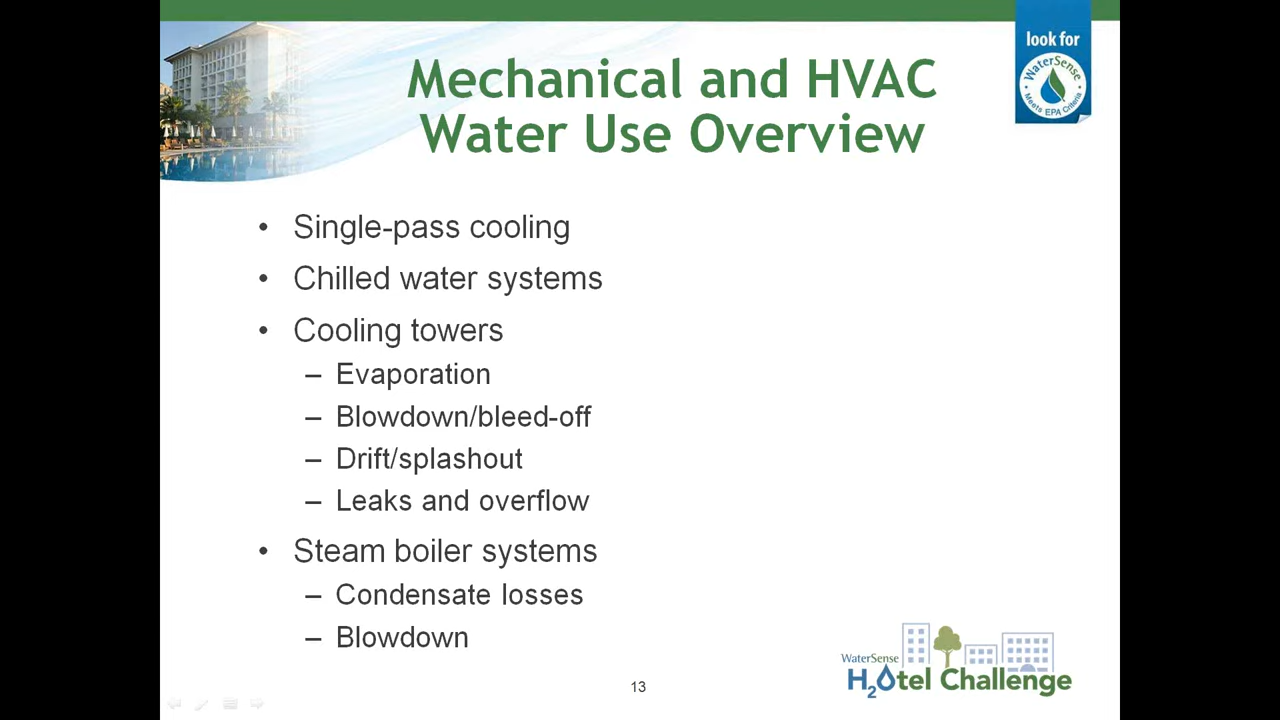 look for
WaterSense
Meets EPA Criteria
Mechanical and HVAC
Water Use Overview
• Single-pass cooling
• Chilled water systems
• Cooling towers
– Evaporation
– Blowdown/bleed-off
– Drift/splashout
– Leaks and overflow
• Steam boiler systems
– Condensate losses
– Blowdown
13
WaterSense
H2Otel Challenge